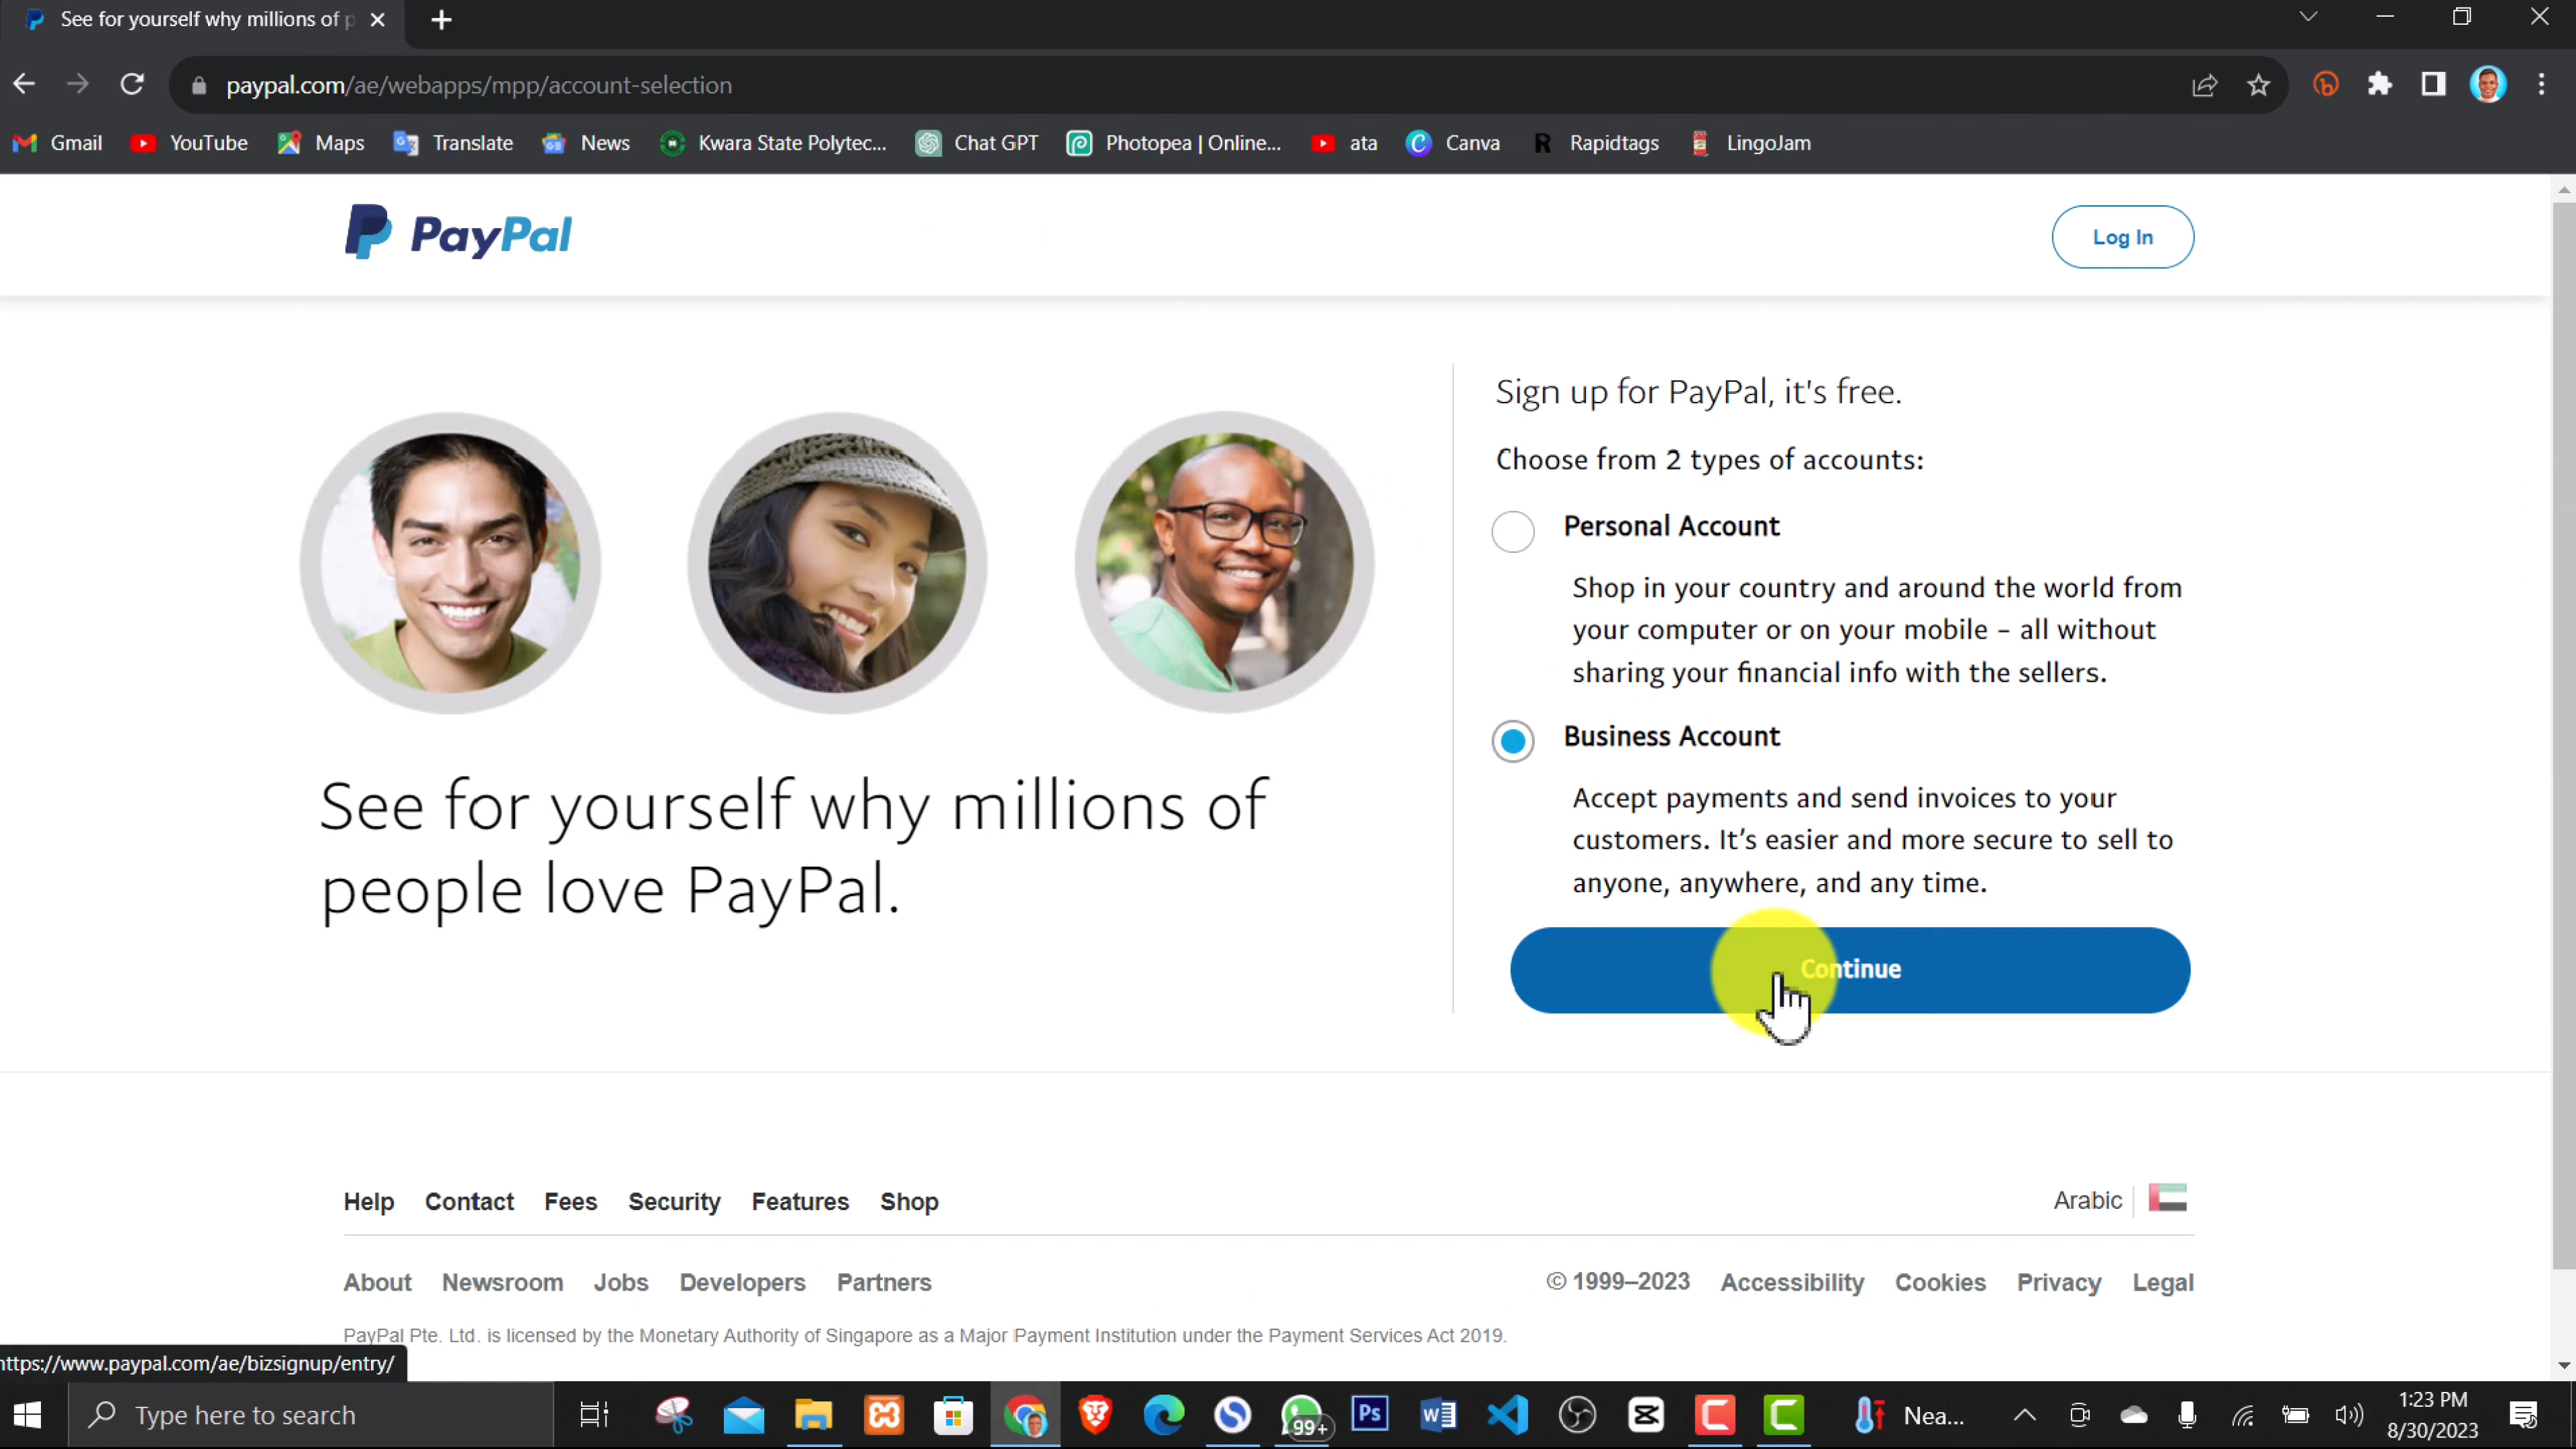 See for yourself why millions of p
paypal.com/ae/webapps/mpp/account-selection
Gmail YouTube Maps Translate News Kwara State Polytec... Chat GPT Photopea | Online... ata Canva Rapidtags LingoJam
PayPal
Log In
See for yourself why millions of
people love PayPal.
Sign up for PayPal, it's free.
Choose from 2 types of accounts:
Personal Account
Shop in your country and around the world from
your computer or on your mobile – all without
sharing your financial info with the sellers.
Business Account
Accept payments and send invoices to your
customers. It’s easier and more secure to sell to
anyone, anywhere, and any time.
Continue
Help Contact Fees Security Features Shop
Arabic
About Newsroom Jobs Developers Partners
© 1999–2023 Accessibility Cookies Privacy Legal
PayPal Pte. Ltd. is licensed by the Monetary Authority of Singapore as a Major Payment Institution under the Payment Services Act 2019.
https://www.paypal.com/ae/bizsignup/entry/
Type here to search
99+
Ps
Nea...
1:23 PM
8/30/2023